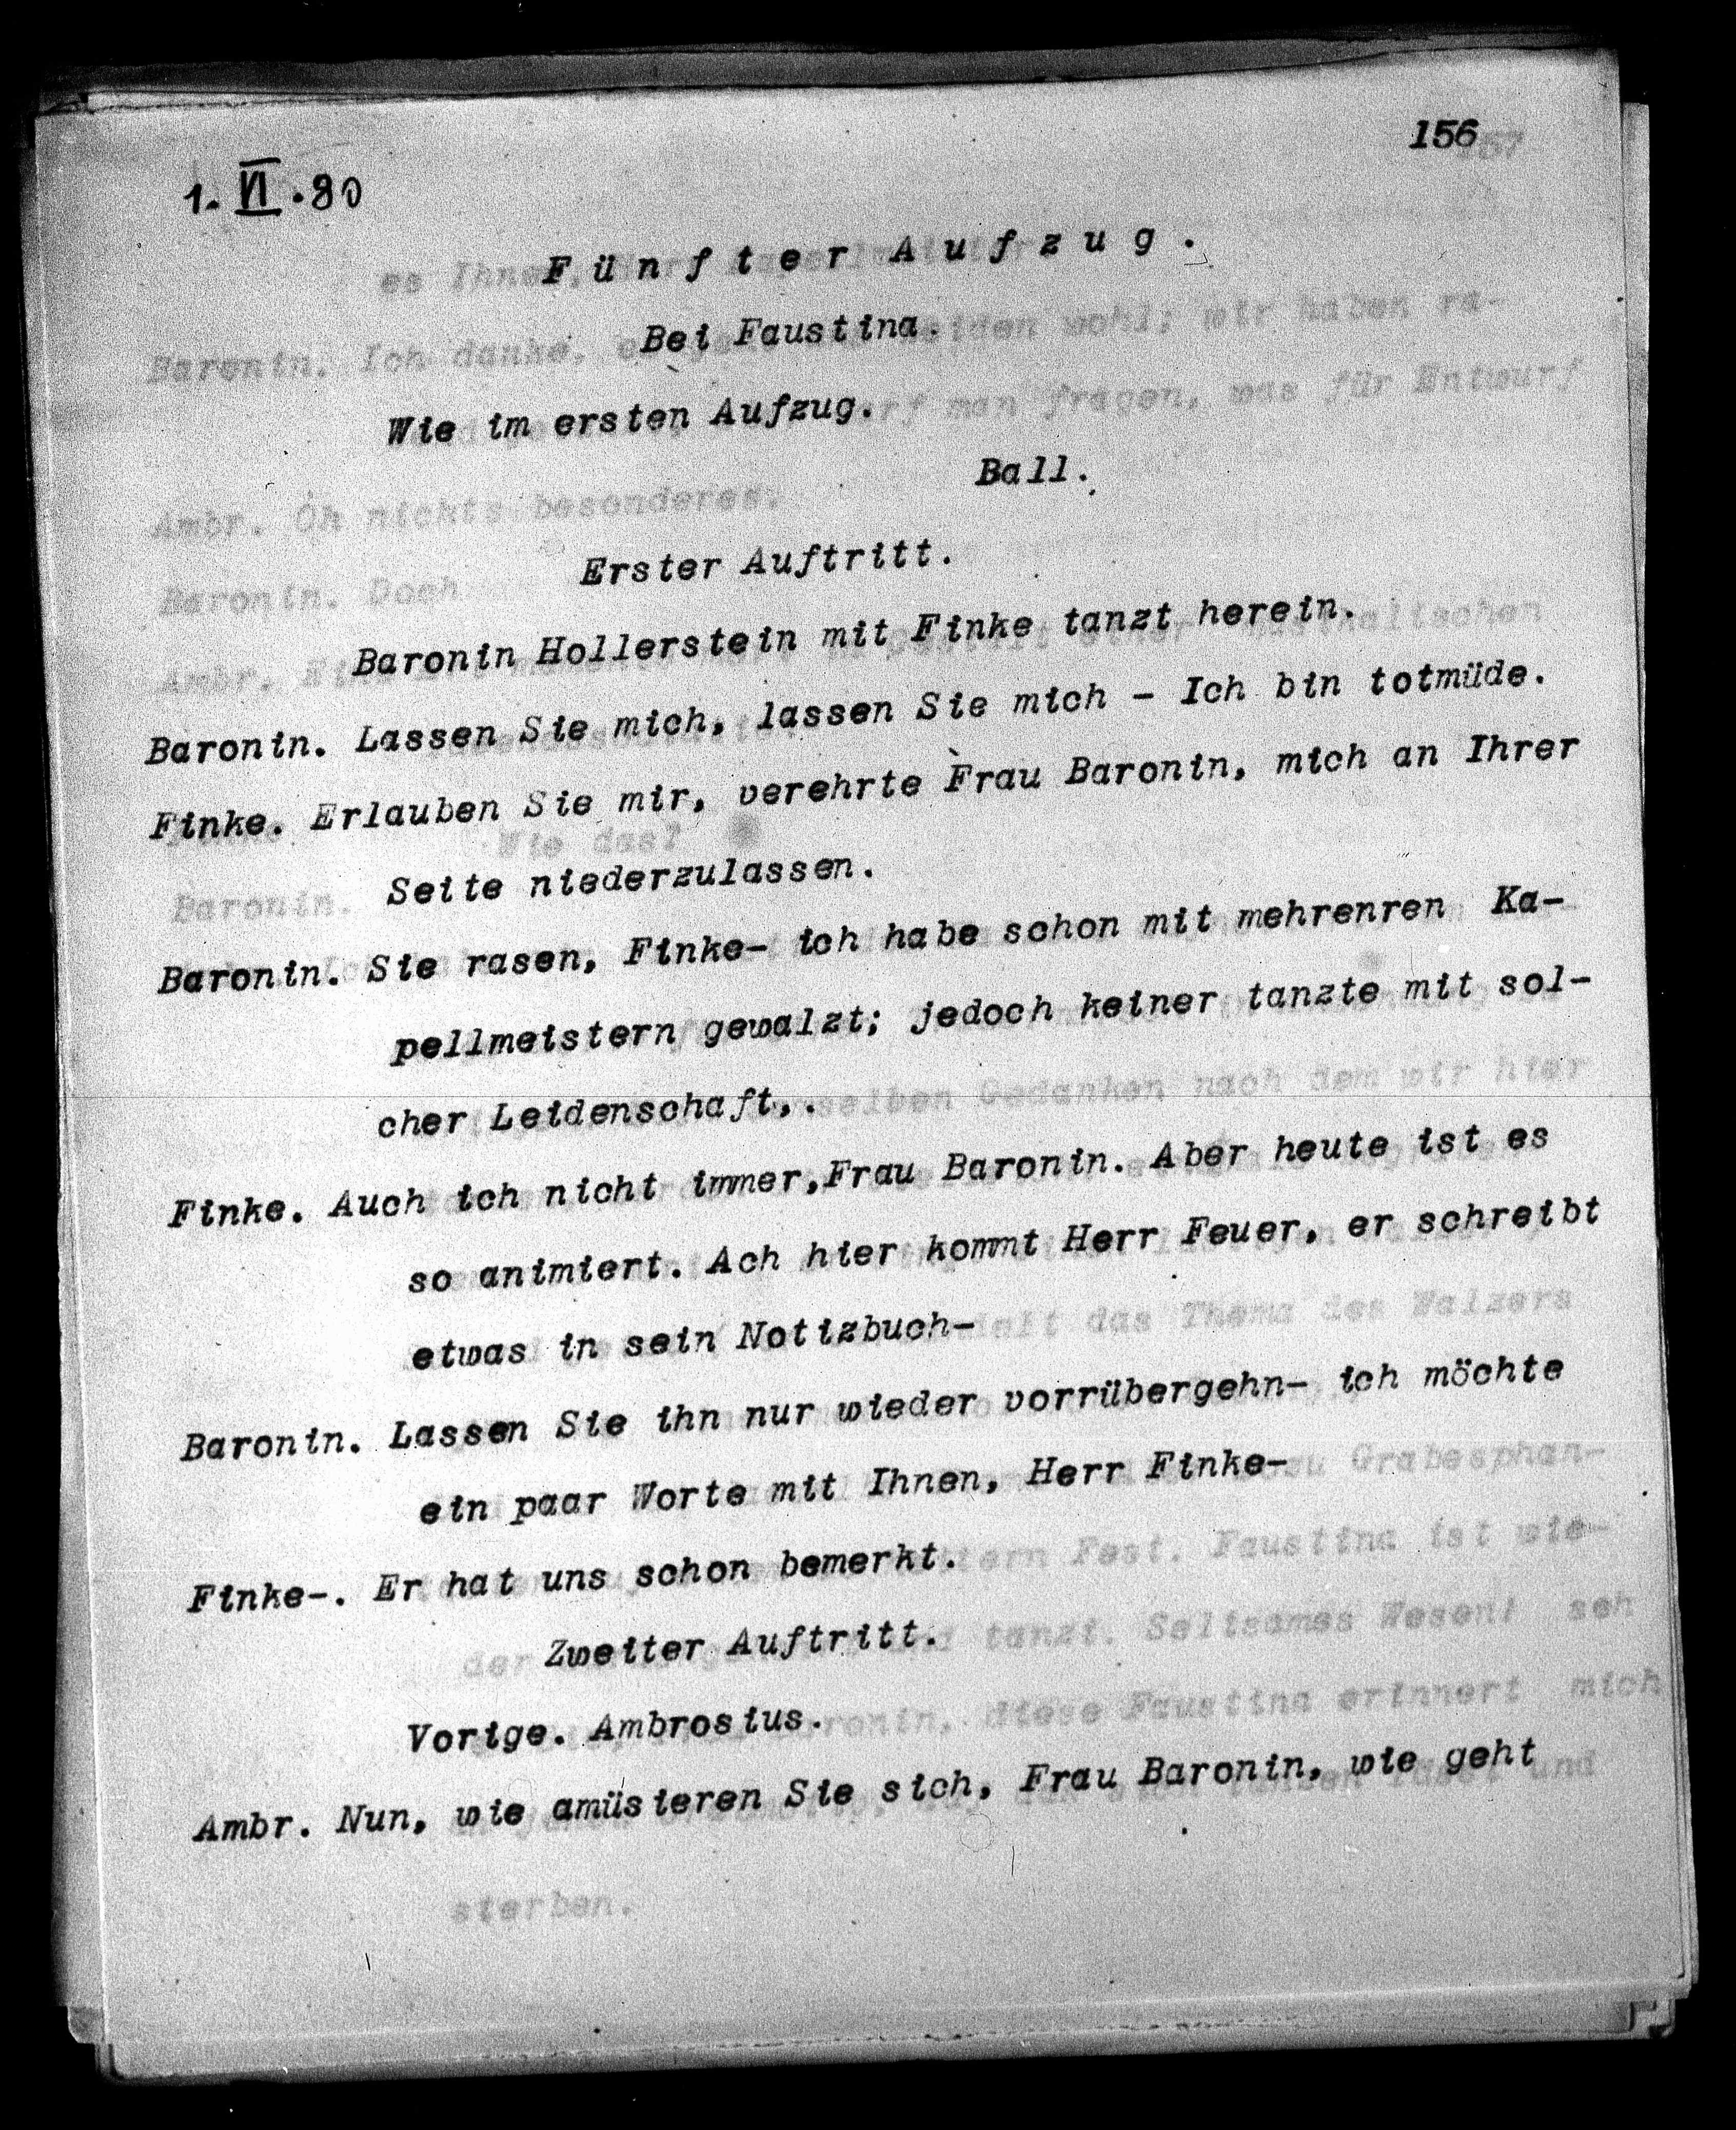 156
1. VI. 80
Fünfter Aufzug.
Bei Faustina.
Wie im ersten Aufzug.
Ball.
Erster Auftritt.
Baronin Hollerstein mit Finke tanzt herein.
Baronin. Lassen Sie mich, lassen Sie mich - Ich bin totmüde.
Finke. Erlauben Sie mir, verehrte Frau Baronin, mich an Ihrer
Seite niederzulassen.
Baronin. Sie rasen, Finke- ich habe schon mit mehrenren Ka-
pellmeistern gewalzt; jedoch keiner tanzte mit sol-
cher Leidenschaft..
Finke. Auch ich nicht immer,Frau Baronin. Aber heute ist es
so animiert. Ach hier kommt Herr Feuer, er schreibt
etwas in sein Notizbuch-
Baronin. Lassen Sie ihn nur wieder vorrübergehn- ich möchte
ein paar Worte mit Ihnen, Herr Finke-
Finke-. Er hat uns schon bemerkt.
Zweiter Auftritt.
Vorige. Ambrosius.
Ambr. Nun, wie amüsieren Sie sich, Frau Baronin, wie geht